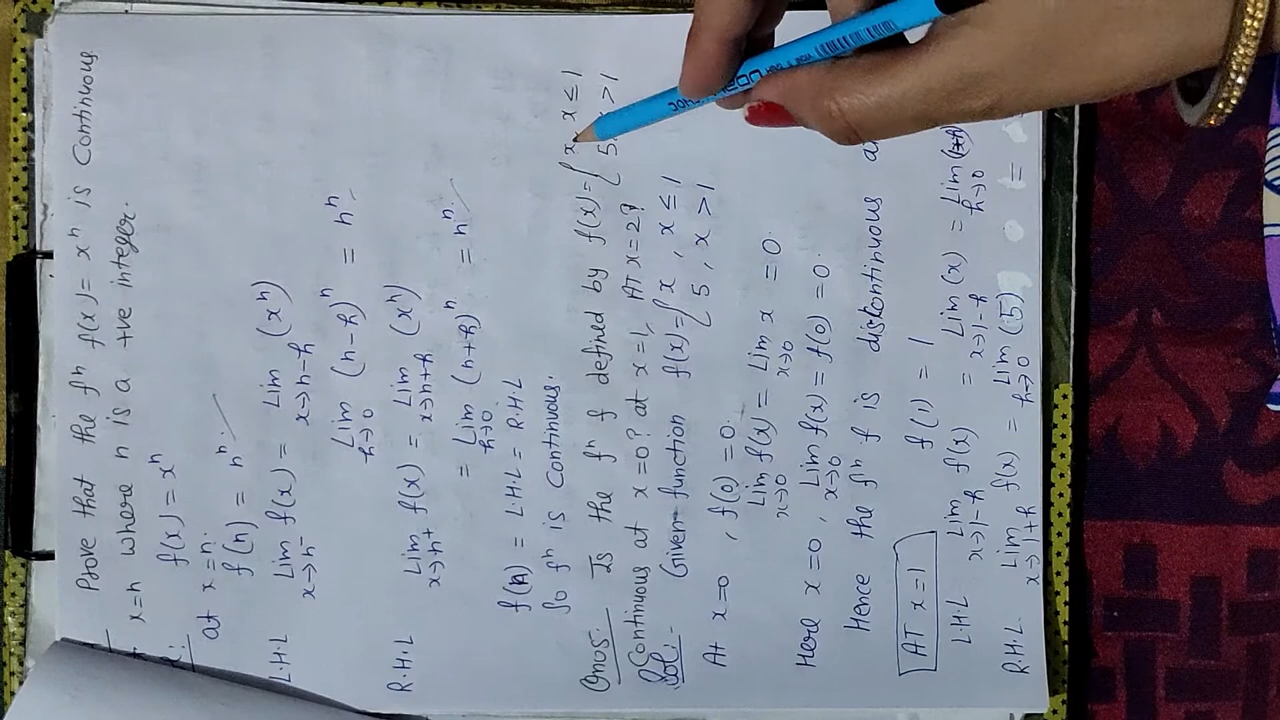 Prove that the fⁿ f(x) = xⁿ is Continuous
x=n where n is a +ve integer.
f(x) = xⁿ
at x=n.
f(n) = nⁿ.
L.H.L Lim x→n⁻ f(x) = Lim x→n-h (xⁿ)
Lim h→0 (n-h)ⁿ = nⁿ
R.H.L Lim x→n⁺ f(x) = Lim x→n+h (xⁿ)
= Lim h→0 (n+h)ⁿ = nⁿ.
f(n) = L.H.L = R.H.L
So fⁿ is Continuous.
Qno5. Is the fⁿ f defined by f(x) = { x, x ≤ 1
5, x > 1
Continuous at x=0? at x=1, AT x=2?
Sol:- Given function f(x) = { x , x ≤ 1
5 , x > 1
At x=0 , f(0) = 0.
Lim x→0 f(x) = Lim x→0 x = 0.
Here x=0, Lim x→0 f(x) = f(0) = 0.
Hence the fⁿ f is discontinuous
AT x=1 f(1) = 1
L.H.L Lim x→1-h f(x) = Lim x→1-h (x) = Lim h→0
R.H.L. Lim x→1+h f(x) = Lim h→0 (5)